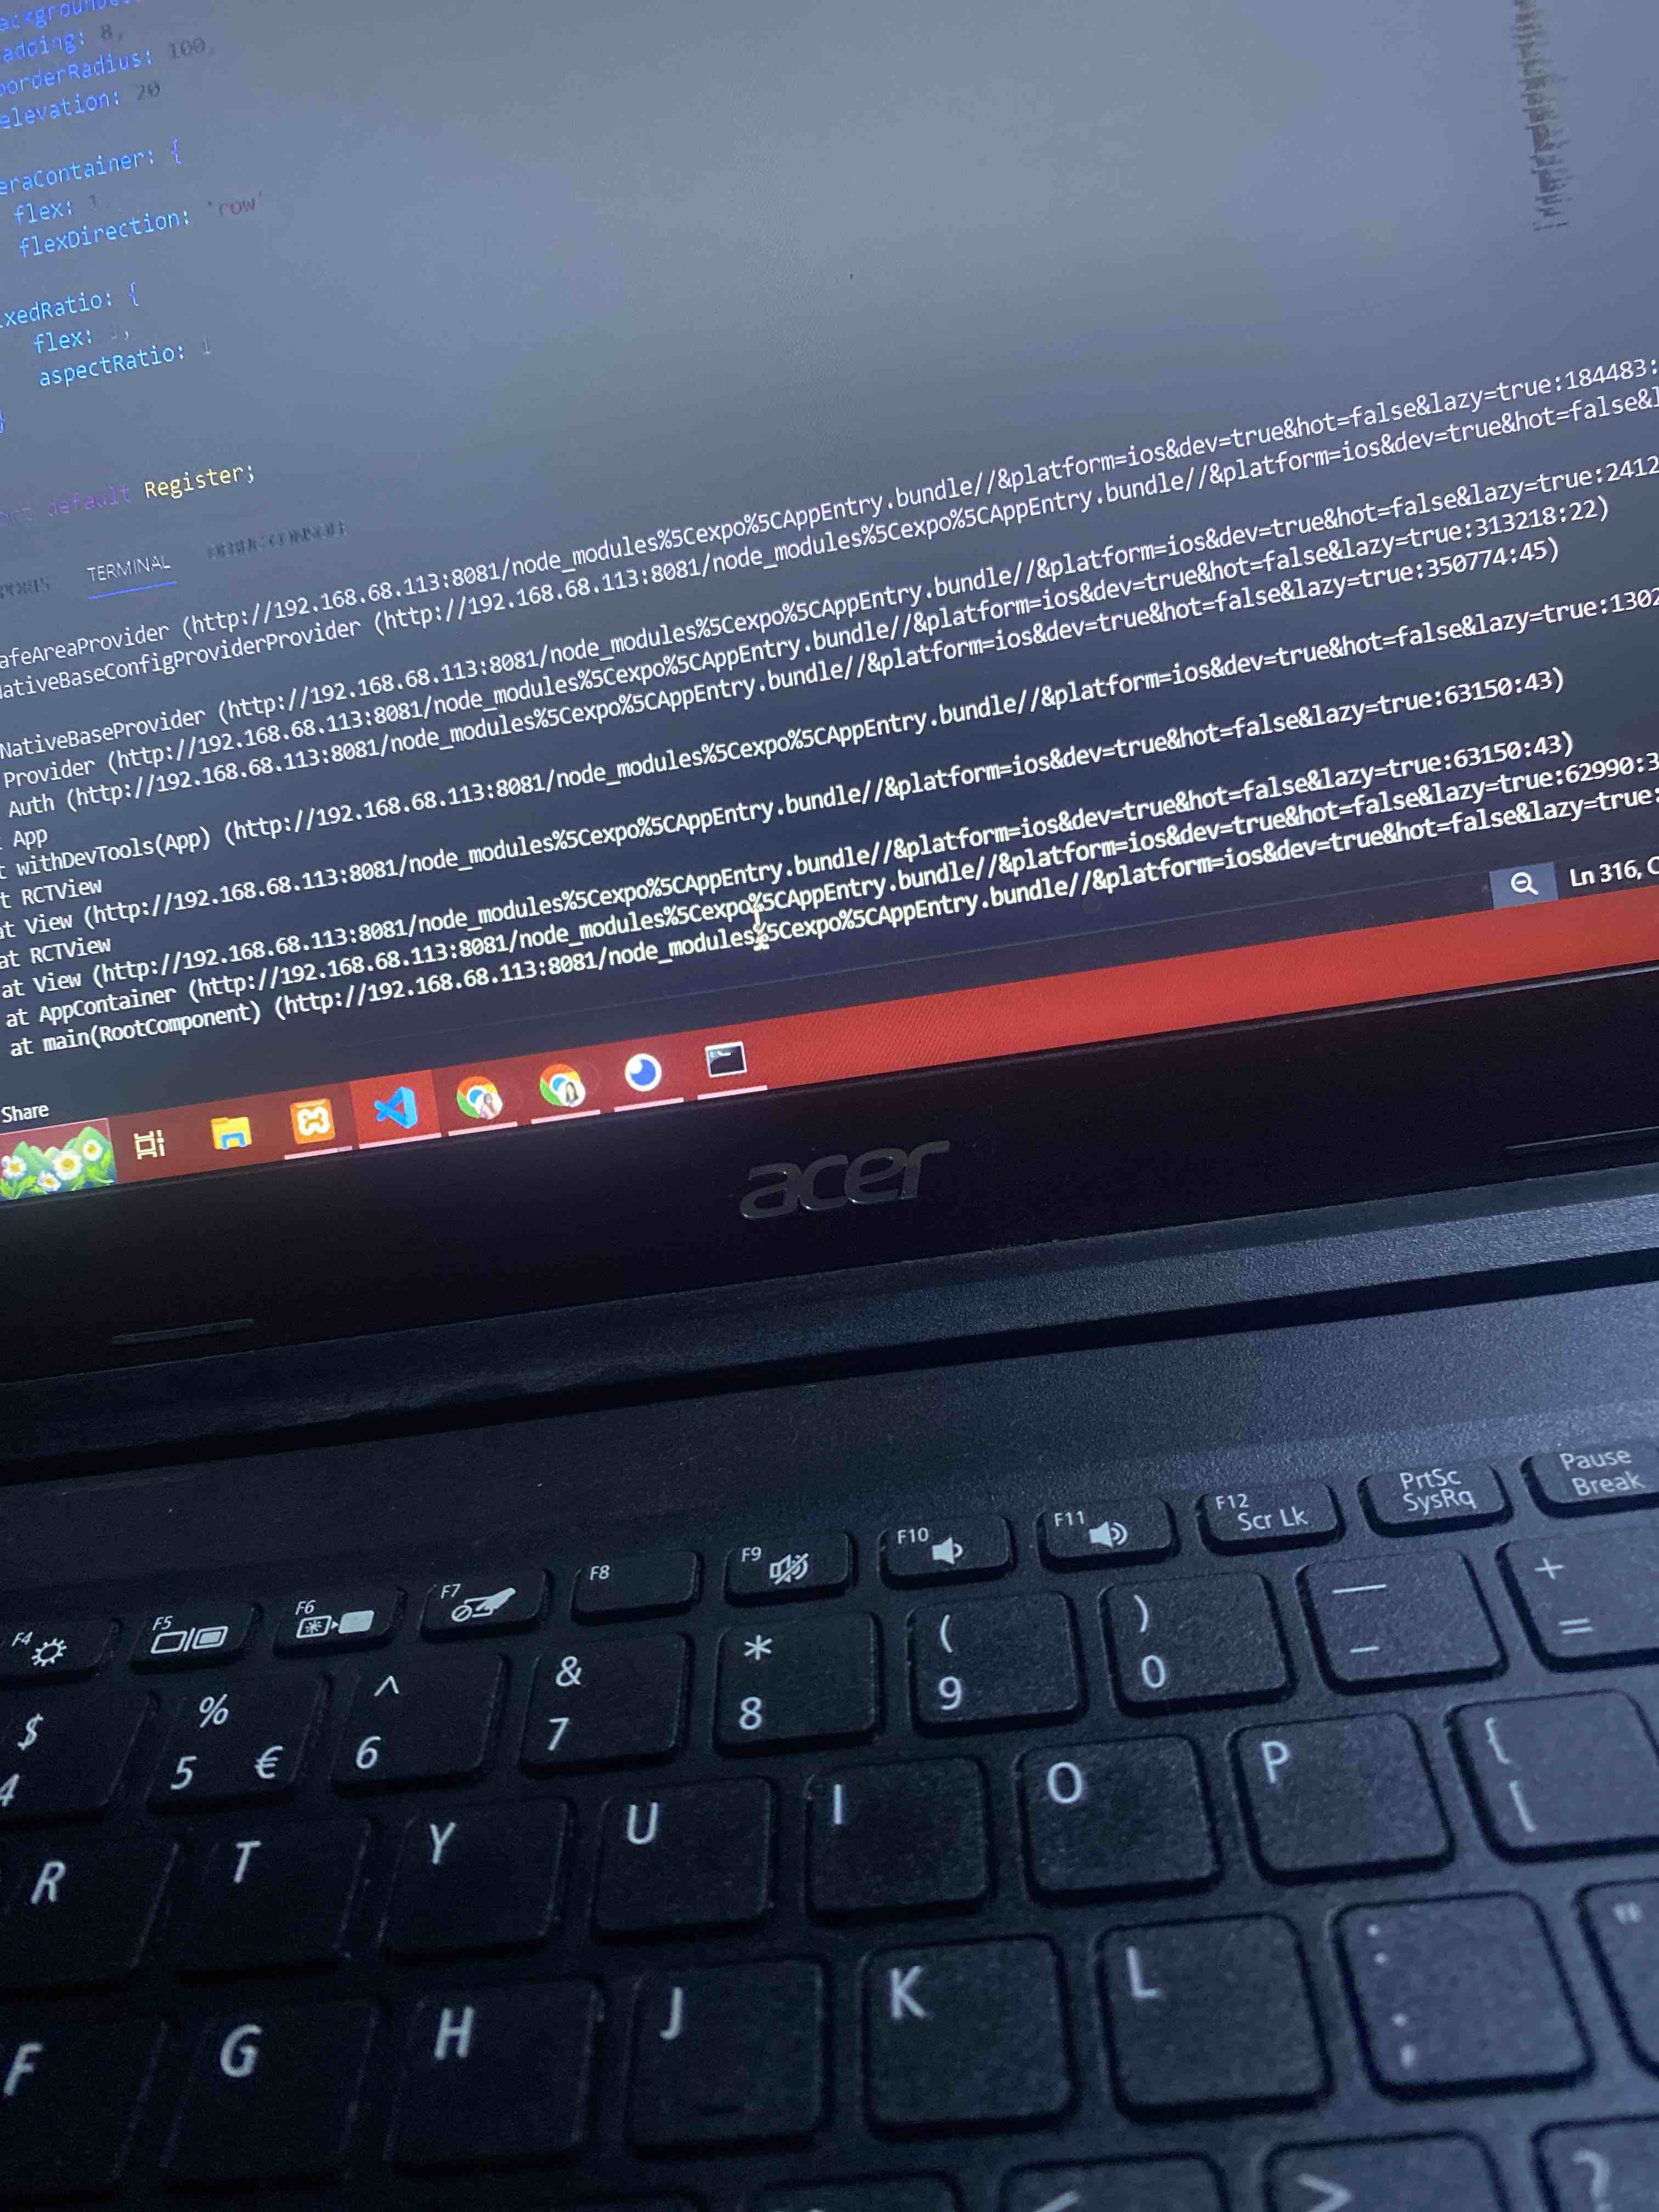 adding: 8,
borderRadius: 100,
elevation: 20
eraContainer: {
flex: 1
flexDirection: 'row'
xedRatio: {
flex: 1,
aspectRatio: 1
}
default Register;
TERMINAL
DEBUG CONSOLE
afeAreaProvider (http://192.168.68.113:8081/node_modules%5Cexpo%5CAppEntry.bundle//&platform=ios&dev=true&hot=false&lazy=true:184483:
ativeBaseConfigProviderProvider (http://192.168.68.113:8081/node_modules%5Cexpo%5CAppEntry.bundle//&platform=ios&dev=true&hot=false&l
NativeBaseProvider (http://192.168.68.113:8081/node_modules%5Cexpo%5CAppEntry.bundle//&platform=ios&dev=true&hot=false&lazy=true:2412
Provider (http://192.168.68.113:8081/node_modules%5Cexpo%5CAppEntry.bundle//&platform=ios&dev=true&hot=false&lazy=true:313218:22)
Auth (http://192.168.68.113:8081/node_modules%5Cexpo%5CAppEntry.bundle//&platform=ios&dev=true&hot=false&lazy=true:350774:45)
App
t withDevTools(App) (http://192.168.68.113:8081/node_modules%5Cexpo%5CAppEntry.bundle//&platform=ios&dev=true&hot=false&lazy=true:1302
t RCTView
at View (http://192.168.68.113:8081/node_modules%5Cexpo%5CAppEntry.bundle//&platform=ios&dev=true&hot=false&lazy=true:63150:43)
at RCTView
at View (http://192.168.68.113:8081/node_modules%5Cexpo%5CAppEntry.bundle//&platform=ios&dev=true&hot=false&lazy=true:63150:43)
at AppContainer (http://192.168.68.113:8081/node_modules%5Cexpo%5CAppEntry.bundle//&platform=ios&dev=true&hot=false&lazy=true:62990:3
at main(RootComponent) (http://192.168.68.113:8081/node_modules%5Cexpo%5CAppEntry.bundle//&platform=ios&dev=true&hot=false&lazy=true:
Ln 316, C
Share
acer
F4 F5 F6 F7 F8 F9 F10 F11 F12 Scr Lk PrtSc SysRq Pause Break
$ 4 % 5 € ^ 6 & 7 * 8 ( 9 ) 0 _ - + =
R T Y U I O P { [
F G H J K L : ; "
< > ?